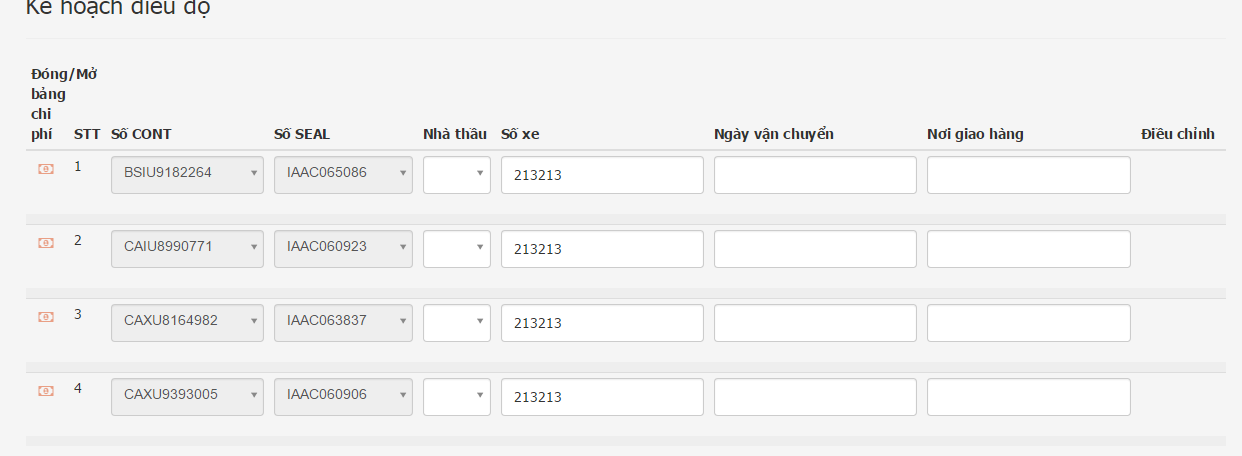 Kế hoạch điều độ
Đóng/Mở
bảng
chi
phí STT Số CONT Số SEAL Nhà thầu Số xe Ngày vận chuyển Nơi giao hàng Điều chỉnh
1 BSIU9182264 IAAC065086 213213
2 CAIU8990771 IAAC060923 213213
3 CAXU8164982 IAAC063837 213213
4 CAXU9393005 IAAC060906 213213